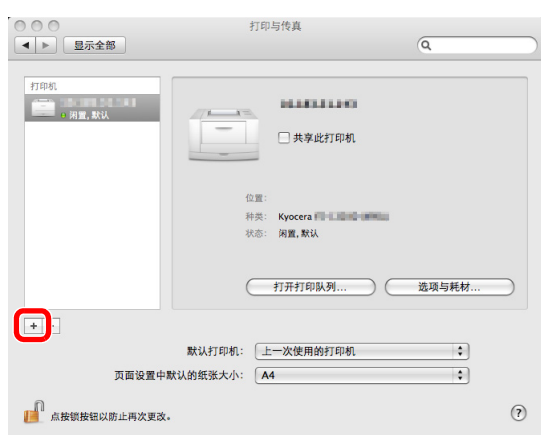 打印与传真
显示全部
打印机
闲置, 默认
共享此打印机
位置:
种类: Kyocera
状态: 闲置, 默认
打开打印队列... 选项与耗材...
+ -
默认打印机: 上一次使用的打印机
页面设置中默认的纸张大小: A4
点按锁按钮以防止再次更改。 ?